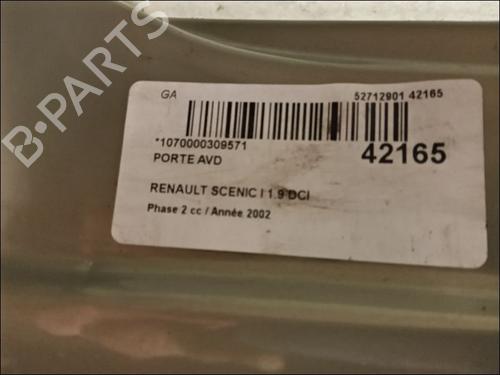 B-PARTS
GA
52712901 42165
*1070000309571
42165
PORTE AVD
RENAULT SCENIC I 1.9 DCI
Phase 2 cc / Année 2002